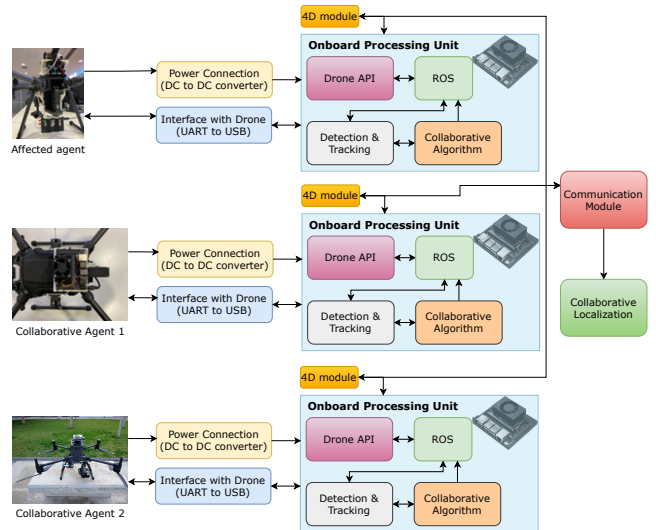 4D module
Onboard Processing Unit
Power Connection
(DC to DC converter)
Drone API
ROS
Interface with Drone
(UART to USB)
Detection &
Tracking
Collaborative
Algorithm
Affected agent
4D module
Communication
Module
Onboard Processing Unit
Power Connection
(DC to DC converter)
Drone API
ROS
Interface with Drone
(UART to USB)
Detection &
Tracking
Collaborative
Algorithm
Collaborative
Localization
Collaborative Agent 1
4D module
Onboard Processing Unit
Power Connection
(DC to DC converter)
Drone API
ROS
Interface with Drone
(UART to USB)
Detection &
Tracking
Collaborative
Algorithm
Collaborative Agent 2